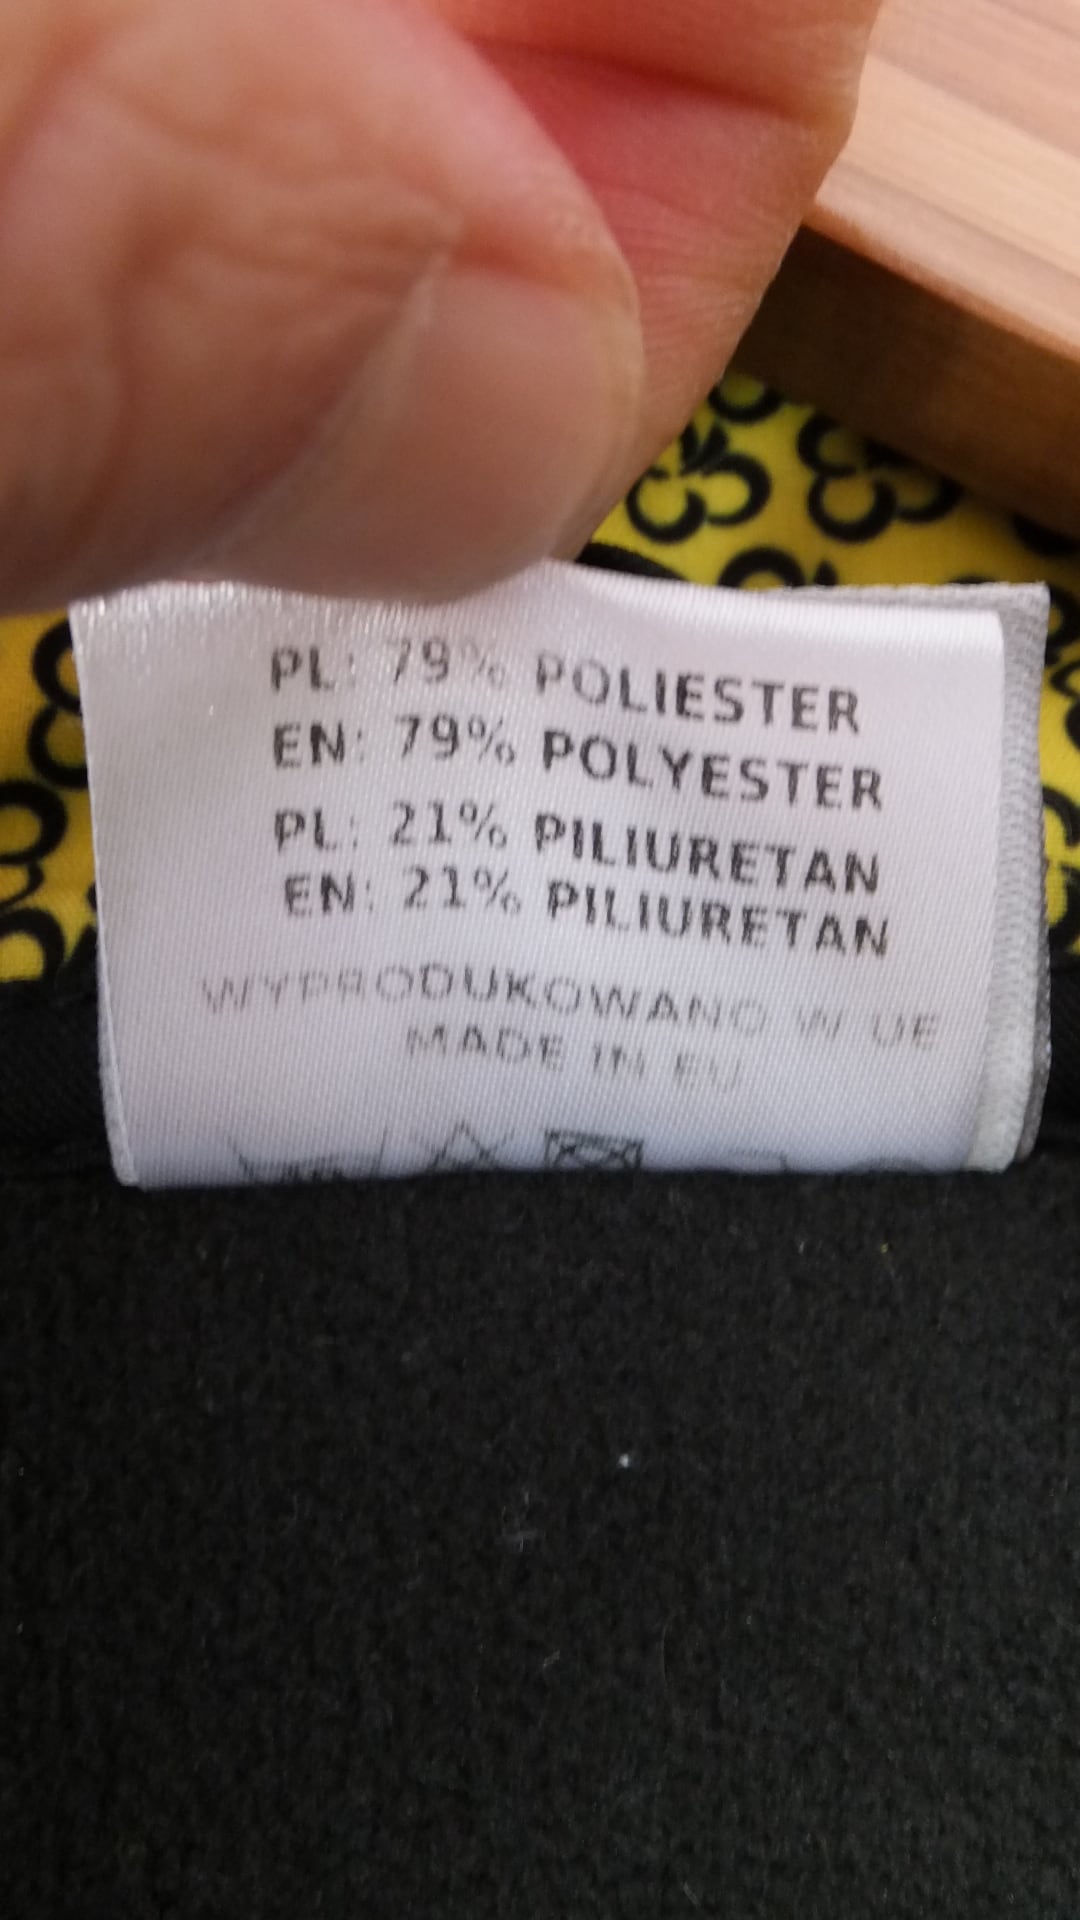 PL: 79% POLIESTER
EN: 79% POLYESTER
PL: 21% PILIURETAN
EN: 21% PILIURETAN
WYPRODUKOWANO W UE
MADE IN EU